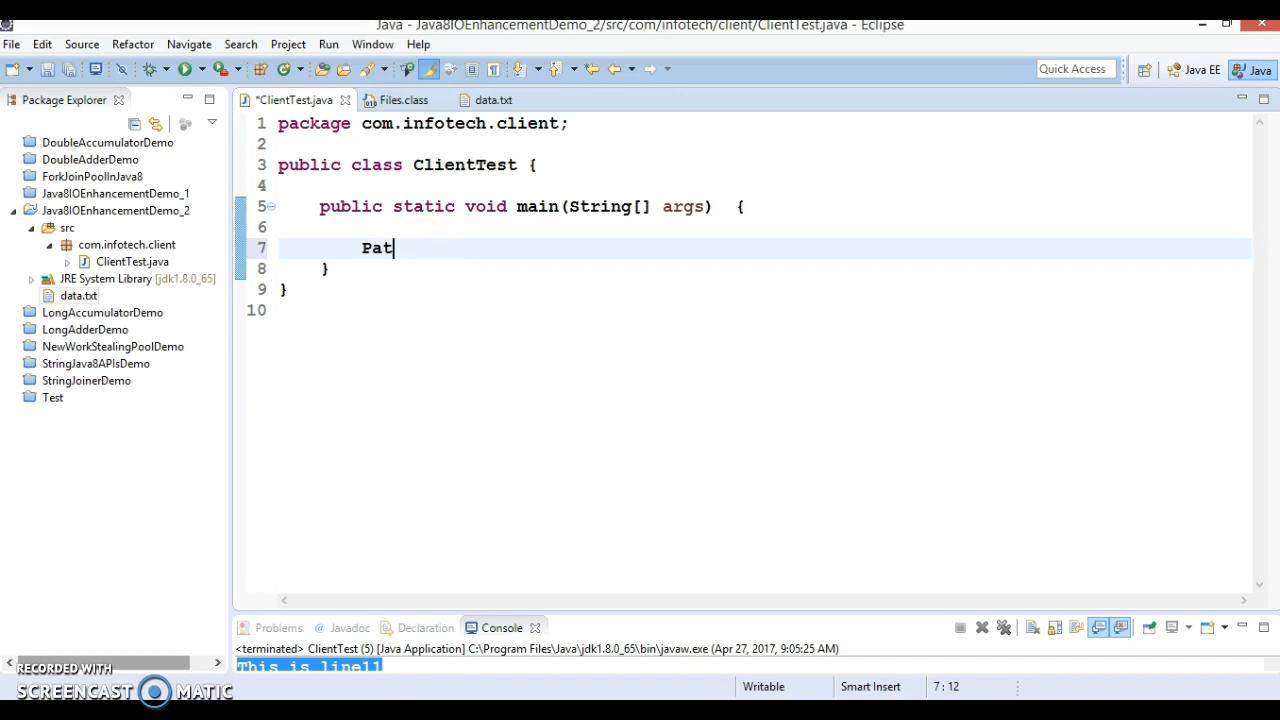 Java - Java8IOEnhancementDemo_2/src/com/infotech/client/ClientTest.java - Eclipse
File Edit Source Refactor Navigate Search Project Run Window Help
Quick Access Java EE Java
Package Explorer
*ClientTest.java Files.class data.txt
DoubleAccumulatorDemo
DoubleAdderDemo
ForkJoinPoolInJava8
Java8IOEnhancementDemo_1
Java8IOEnhancementDemo_2
src
com.infotech.client
ClientTest.java
JRE System Library [jdk1.8.0_65]
data.txt
LongAccumulatorDemo
LongAdderDemo
NewWorkStealingPoolDemo
StringJava8APIsDemo
StringJoinerDemo
Test
1 package com.infotech.client;
2
3 public class ClientTest {
4
5 public static void main(String[] args)  {
6
7 Pat
8 }
9 }
10
Problems Javadoc Declaration Console
<terminated> ClientTest (5) [Java Application] C:\Program Files\Java\jdk1.8.0_65\bin\javaw.exe (Apr 27, 2017, 9:05:25 AM)
This is line11
Writable Smart Insert 7 : 12
RECORDED WITH
SCREENCAST MATIC